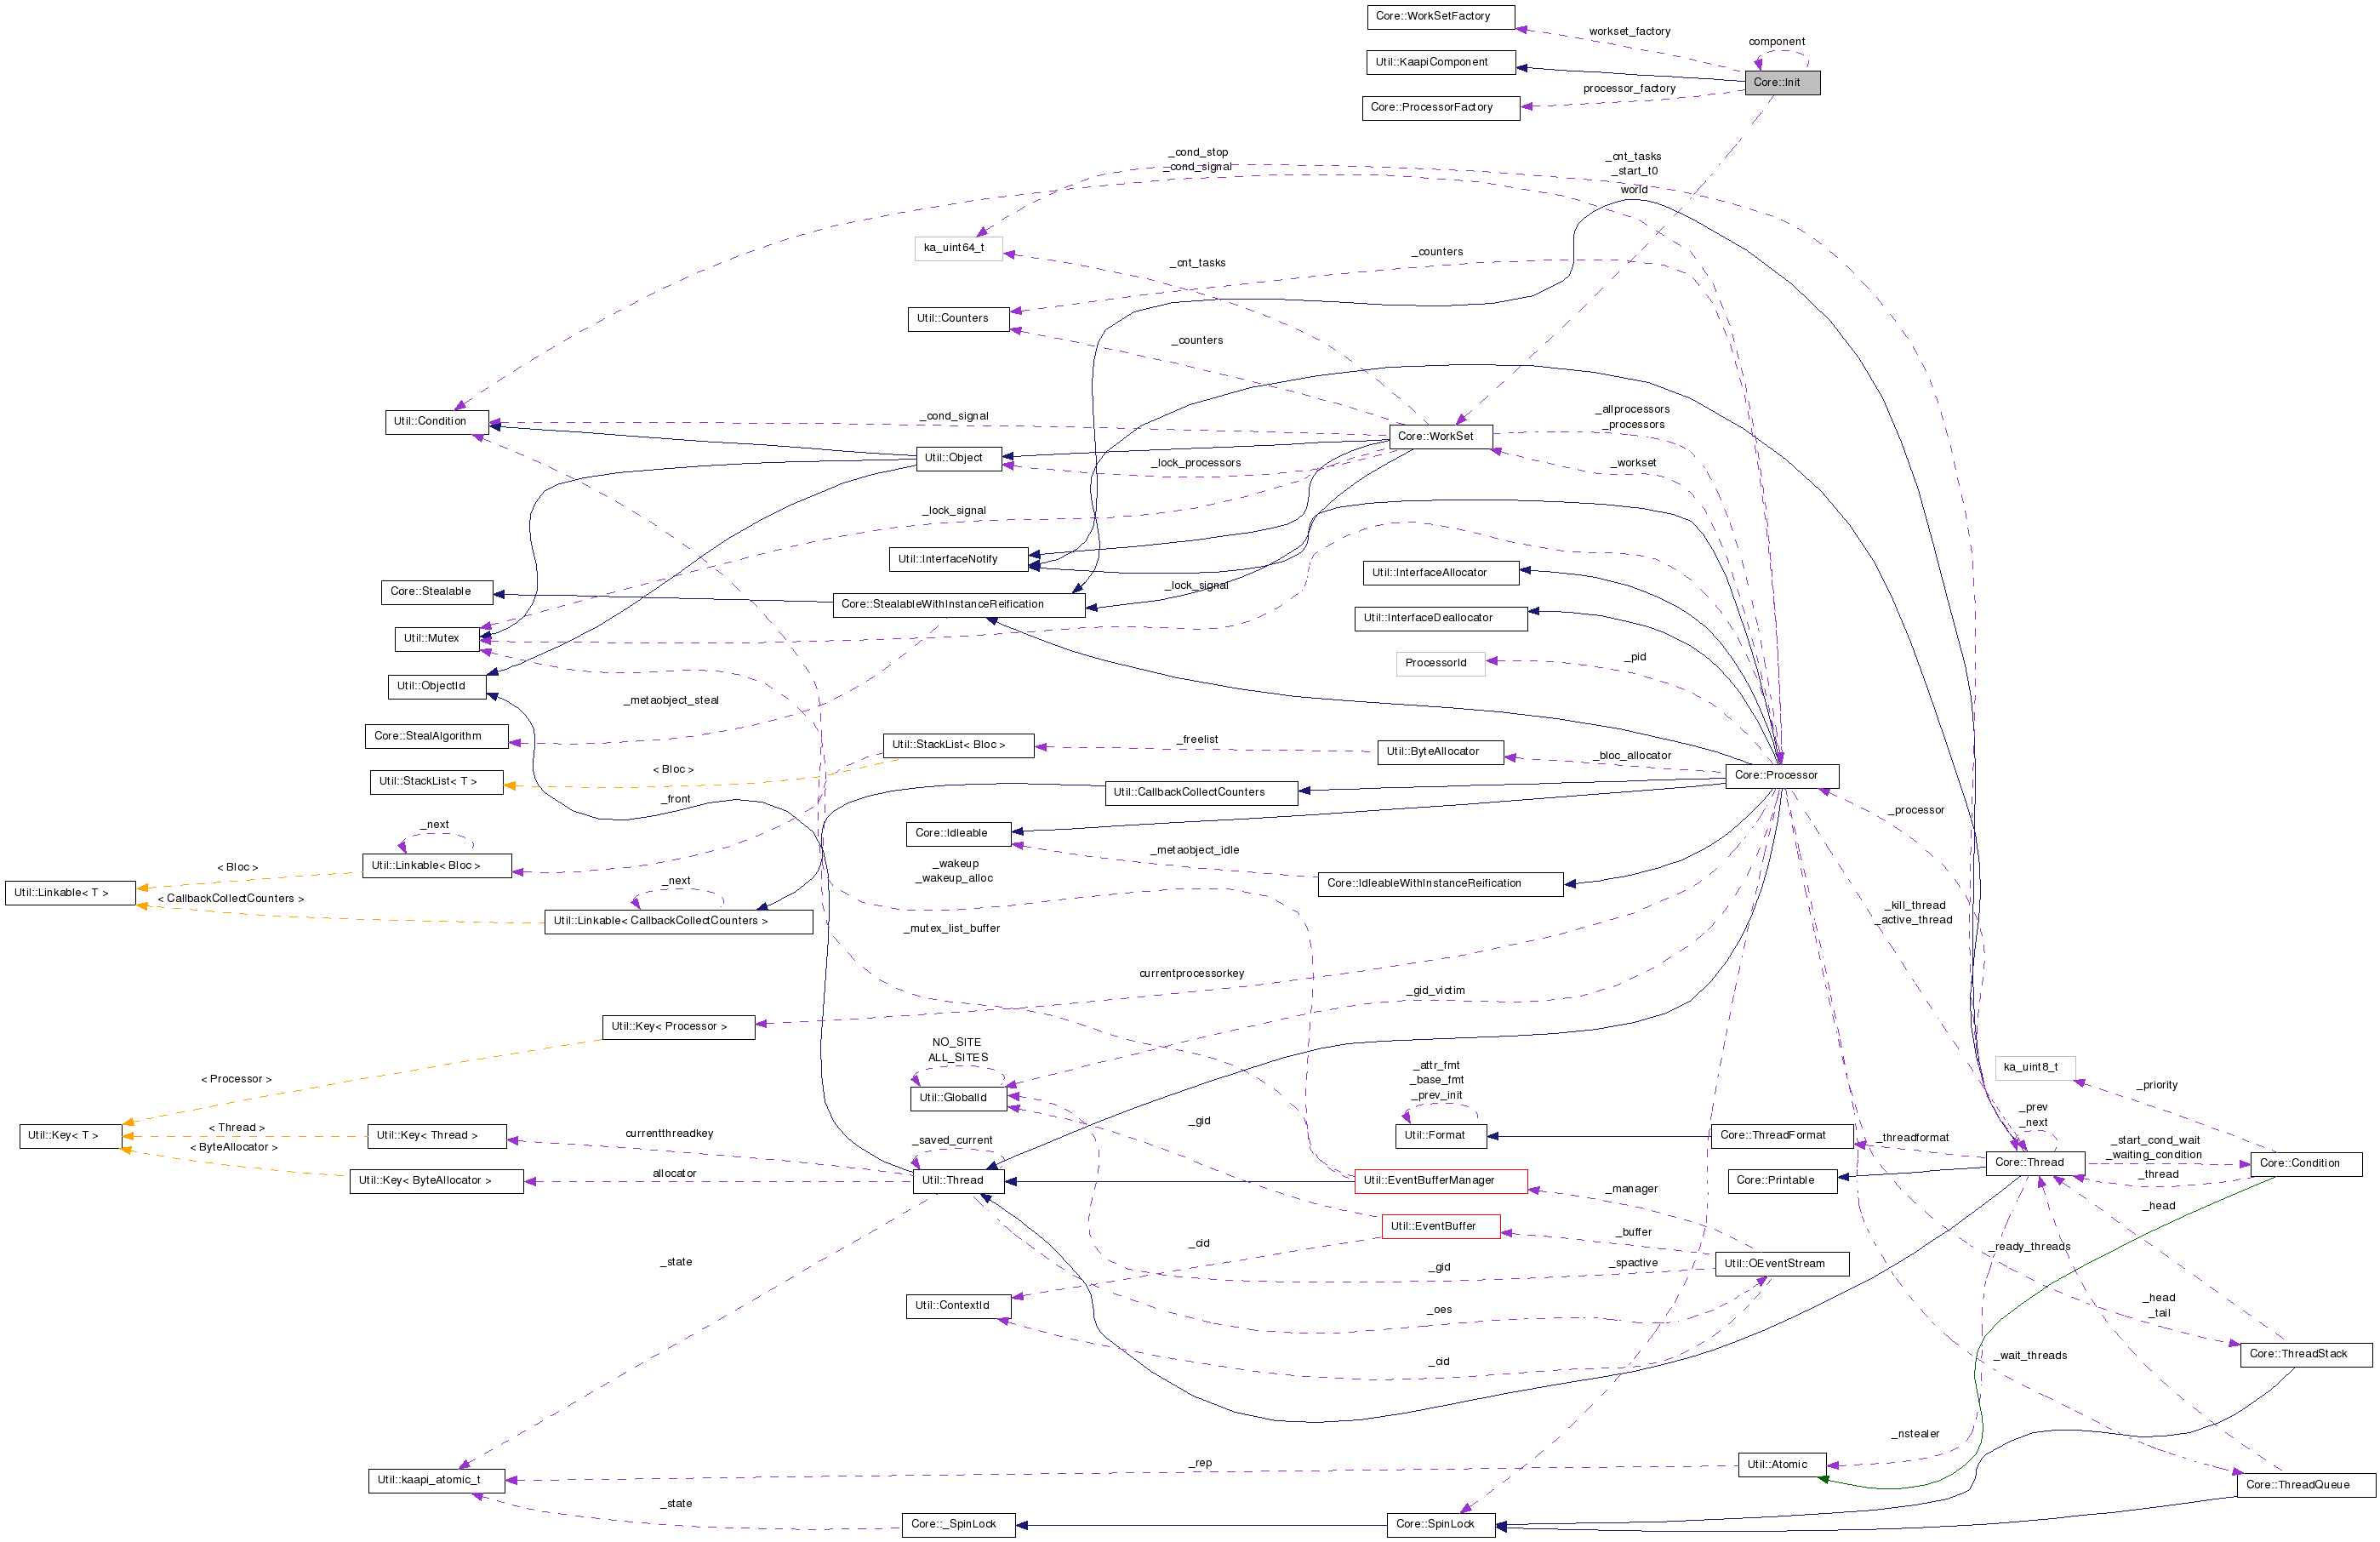 Core::WorkSetFactory
workset_factory
component
Util::KaapiComponent
Core::Init
processor_factory
Core::ProcessorFactory
_cond_stop
_cond_signal
_cnt_tasks
_start_t0
world
ka_uint64_t
_counters
_cnt_tasks
Util::Counters
_counters
_allprocessors
_processors
_cond_signal
Util::Condition
Core::WorkSet
Util::Object
_lock_processors
_workset
_lock_signal
Util::InterfaceNotify
Util::InterfaceAllocator
_lock_signal
Core::Stealable
Core::StealableWithInstanceReification
Util::InterfaceDeallocator
Util::Mutex
_pid
ProcessorId
Util::ObjectId
_metaobject_steal
Core::StealAlgorithm
Util::StackList< Bloc >
_freelist
Util::ByteAllocator
_bloc_allocator
Core::Processor
Util::StackList< T >
< Bloc >
Util::CallbackCollectCounters
_front
_processor
_next
Core::Idleable
_metaobject_idle
Util::Linkable< Bloc >
< Bloc >
_wakeup
_wakeup_alloc
_next
Core::IdleableWithInstanceReification
Util::Linkable< T >
< CallbackCollectCounters >
Util::Linkable< CallbackCollectCounters >
_kill_thread
_active_thread
_mutex_list_buffer
currentprocessorkey
_gid_victim
Util::Key< Processor >
NO_SITE
ALL_SITES
_attr_fmt
_base_fmt
_prev_init
ka_uint8_t
_priority
< Processor >
Util::GlobalId
_prev
_next
_gid
Util::Key< T >
< Thread >
Util::Key< Thread >
currentthreadkey
_saved_current
Util::Format
Core::ThreadFormat
_threadformat
_start_cond_wait
_waiting_condition
< ByteAllocator >
Core::Thread
Core::Condition
allocator
_thread
Util::Key< ByteAllocator >
Util::Thread
Util::EventBufferManager
Core::Printable
_manager
_head
Util::EventBuffer
_buffer
_cid
_ready_threads
_state
_gid
_spactive
Util::OEventStream
Util::ContextId
_oes
_head
_tail
_cid
_wait_threads
Core::ThreadStack
_nstealer
_rep
Util::Atomic
Util::kaapi_atomic_t
Core::ThreadQueue
_state
Core::_SpinLock
Core::SpinLock